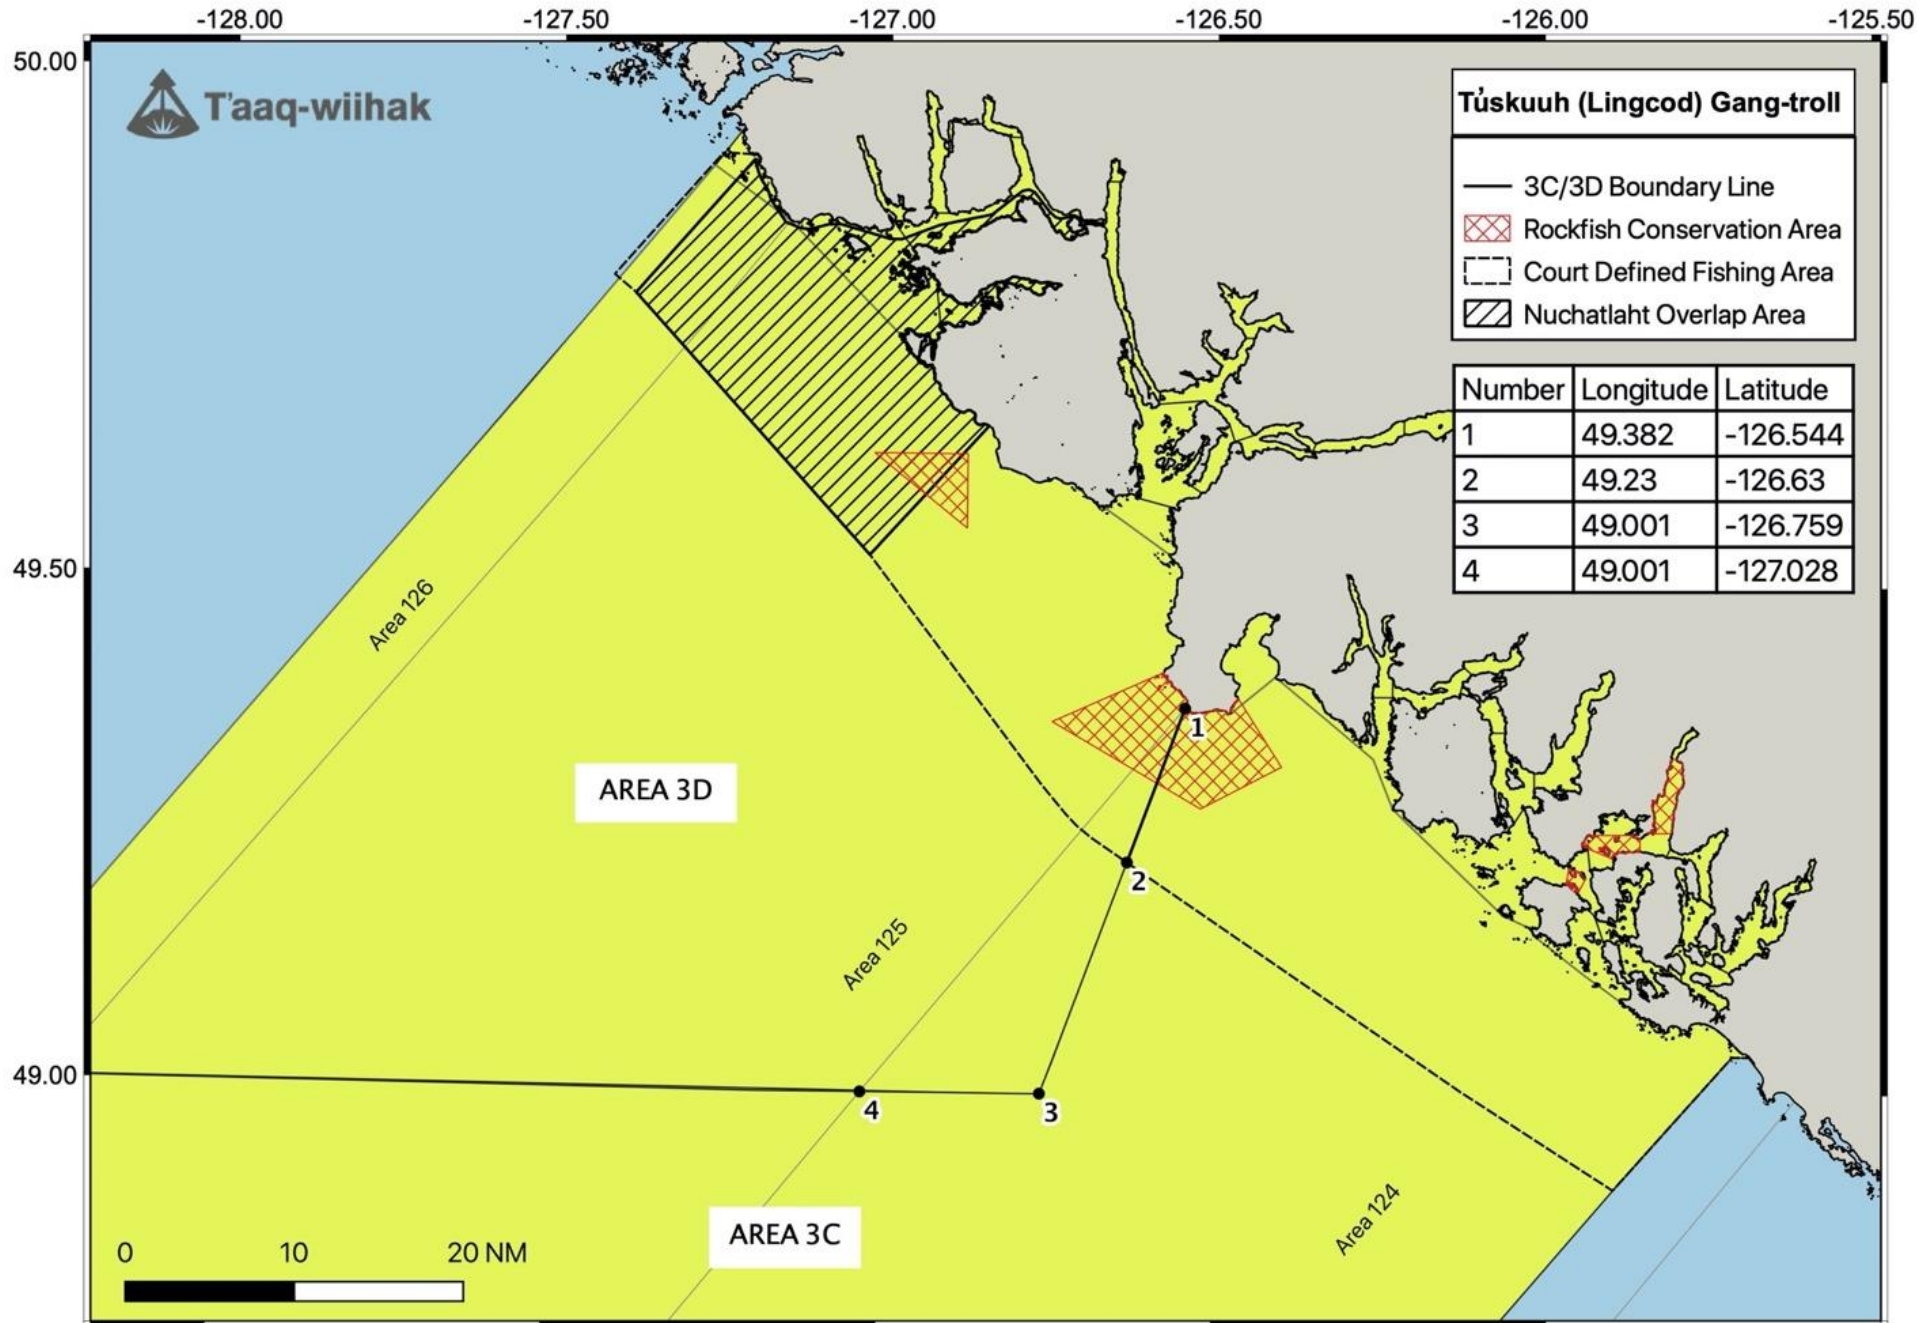 -128.00 -127.50 -127.00 -126.50 -126.00 -125.50
50.00
49.50
49.00
T'aaq-wiihak
Tu̓skuuh (Lingcod) Gang-troll
3C/3D Boundary Line
Rockfish Conservation Area
Court Defined Fishing Area
Nuchatlaht Overlap Area
Number Longitude Latitude
1 49.382 -126.544
2 49.23 -126.63
3 49.001 -126.759
4 49.001 -127.028
Area 126
AREA 3D
1
2
Area 125
4
3
AREA 3C
Area 124
0 10 20 NM